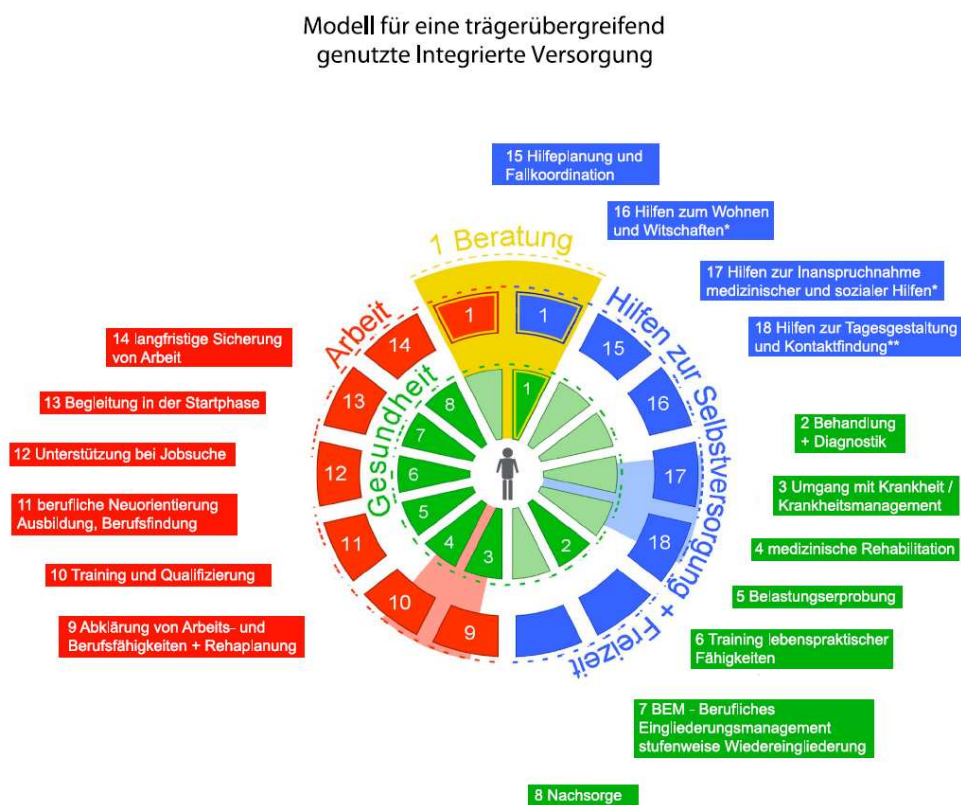 Modell für eine trägerübergreifend
genutzte Integrierte Versorgung
15 Hilfeplanung und
Fallkoordination
16 Hilfen zum Wohnen
und Witschaften*
17 Hilfen zur Inanspruchnahme
medizinischer und sozialer Hilfen*
18 Hilfen zur Tagesgestaltung
und Kontaktfindung**
2 Behandlung
+ Diagnostik
3 Umgang mit Krankheit /
Krankheitsmanagement
4 medizinische Rehabilitation
5 Belastungserprobung
6 Training lebenspraktischer
Fähigkeiten
7 BEM - Berufliches
Eingliederungsmanagement
stufenweise Wiedereingliederung
8 Nachsorge
14 langfristige Sicherung
von Arbeit
13 Begleitung in der Startphase
12 Unterstützung bei Jobsuche
11 berufliche Neuorientierung
Ausbildung, Berufsfindung
10 Training und Qualifizierung
9 Abklärung von Arbeits- und
Berufsfähigkeiten + Rehaplanung
1 Beratung
Arbeit
Gesundheit
Hilfen zur Selbstversorgung + Freizeit
1
1
15
16
17
18
9
10
11
12
13
14
1
2
3
4
5
6
7
8